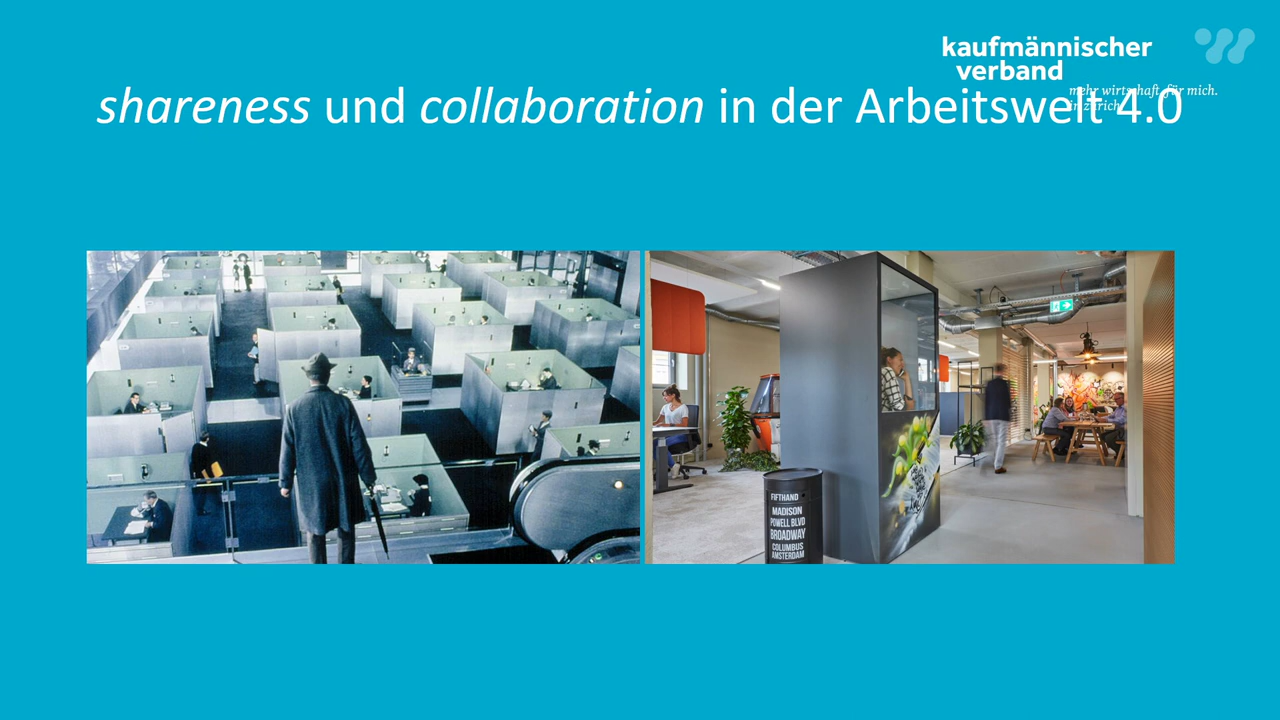 kaufmännischer
verband
mehr wirtschaft für mich.
in zürich
shareness und collaboration in der Arbeitswelt 4.0
FIFTHAND
MADISON
POWELL BLVD
BROADWAY
COLUMBUS
AMSTERDAM